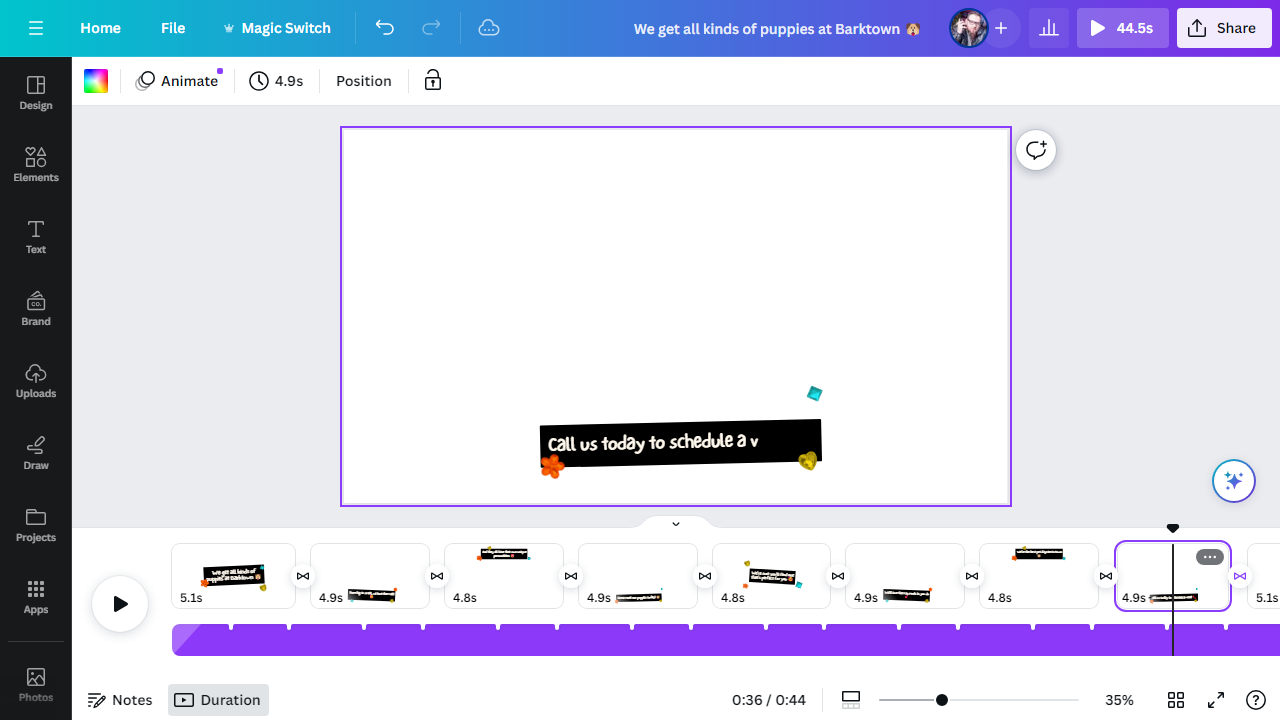 Home
File
Magic Switch
We get all kinds of puppies at Barktown
44.5s
Share
Animate
4.9s
Position
Design
Elements
Text
Brand
CO.
Uploads
Draw
Projects
Apps
Photos
Call us today to schedule a v
5.1s
4.9s
4.8s
4.9s
4.8s
4.9s
4.8s
4.9s
5.1s
We get all kinds of
puppies at Barktown
Notes
Duration
0:36 / 0:44
35%